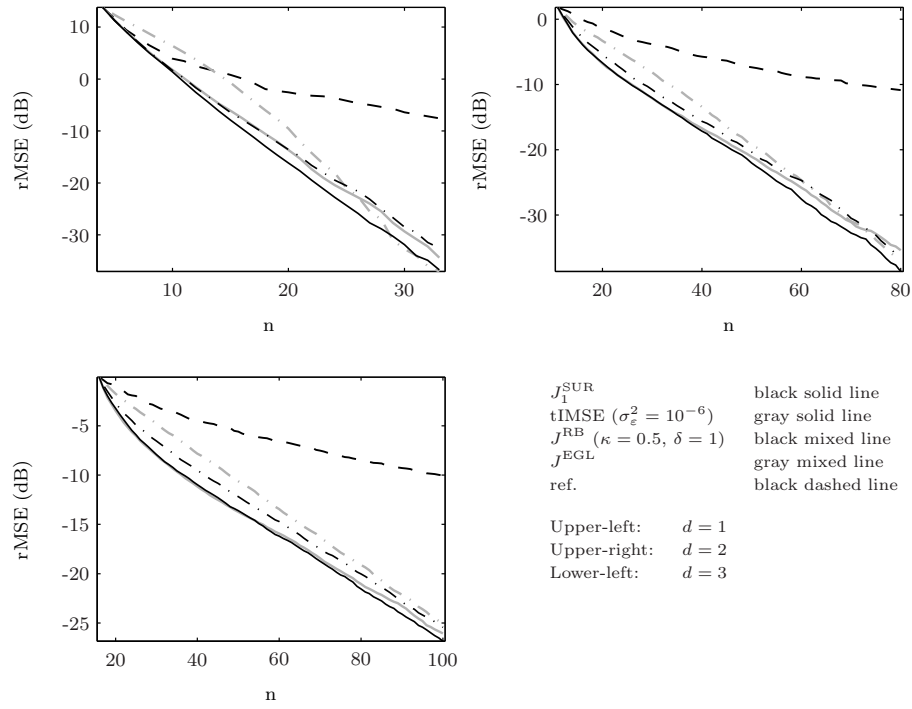 10
0
-10
-20
-30
rMSE (dB)
10 20 30
n
0
-10
-20
-30
rMSE (dB)
20 40 60 80
n
-5
-10
-15
-20
-25
rMSE (dB)
20 40 60 80 100
n
J₁^SUR black solid line
tIMSE (σ_ε^2 = 10^−6) gray solid line
J^RB (κ = 0.5, δ = 1) black mixed line
J^EGL gray mixed line
ref. black dashed line
Upper-left: d = 1
Upper-right: d = 2
Lower-left: d = 3